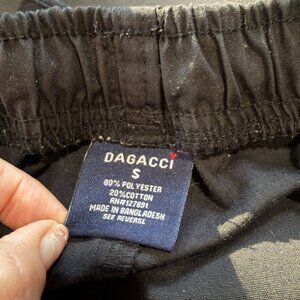 DAGACCI
S
80% POLYESTER
20% COTTON
RN#127891
MADE IN BANGLADESH
SEE REVERSE